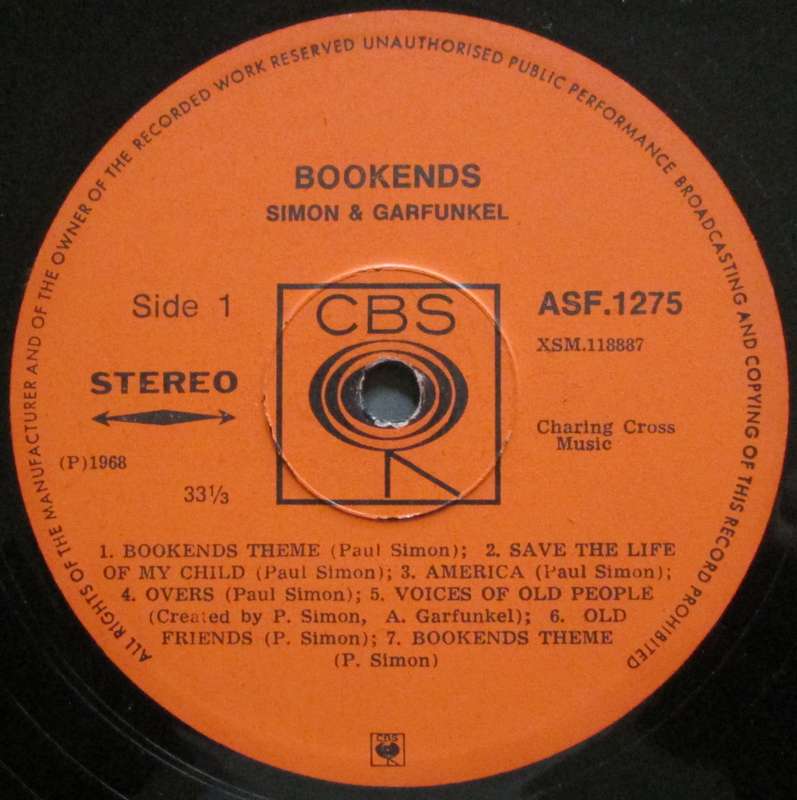 ALL RIGHTS OF THE MANUFACTURER AND OF THE OWNER OF THE RECORDED WORK RESERVED UNAUTHORISED PUBLIC PERFORMANCE BROADCASTING AND COPYING OF THIS RECORD PROHIBITED
BOOKENDS
SIMON & GARFUNKEL
Side 1
CBS
ASF.1275
XSM.118887
STEREO
Charing Cross
Music
(P)1968
33⅓
1. BOOKENDS THEME (Paul Simon); 2. SAVE THE LIFE
OF MY CHILD (Paul Simon); 3. AMERICA (Paul Simon);
4. OVERS (Paul Simon); 5. VOICES OF OLD PEOPLE
(Created by P. Simon, A. Garfunkel); 6. OLD
FRIENDS (P. Simon); 7. BOOKENDS THEME
(P. Simon)
CBS